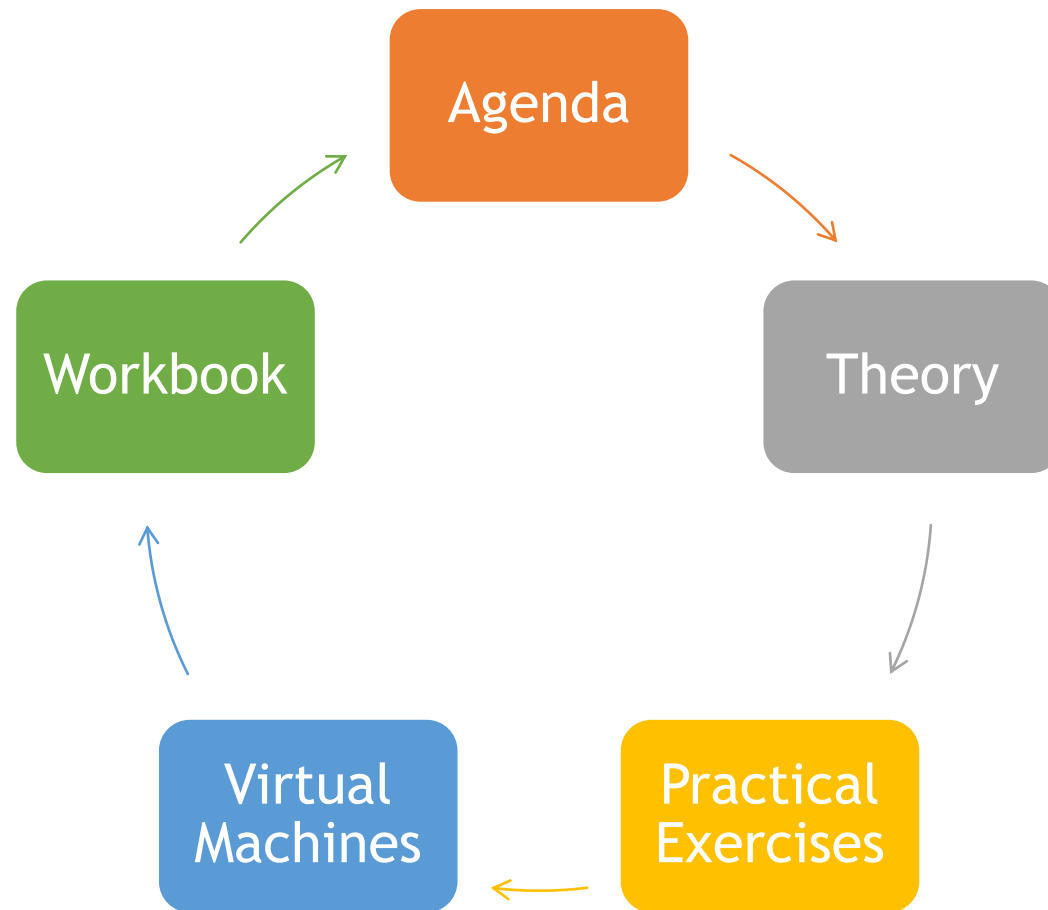 Agenda
Theory
Practical
Exercises
Virtual
Machines
Workbook